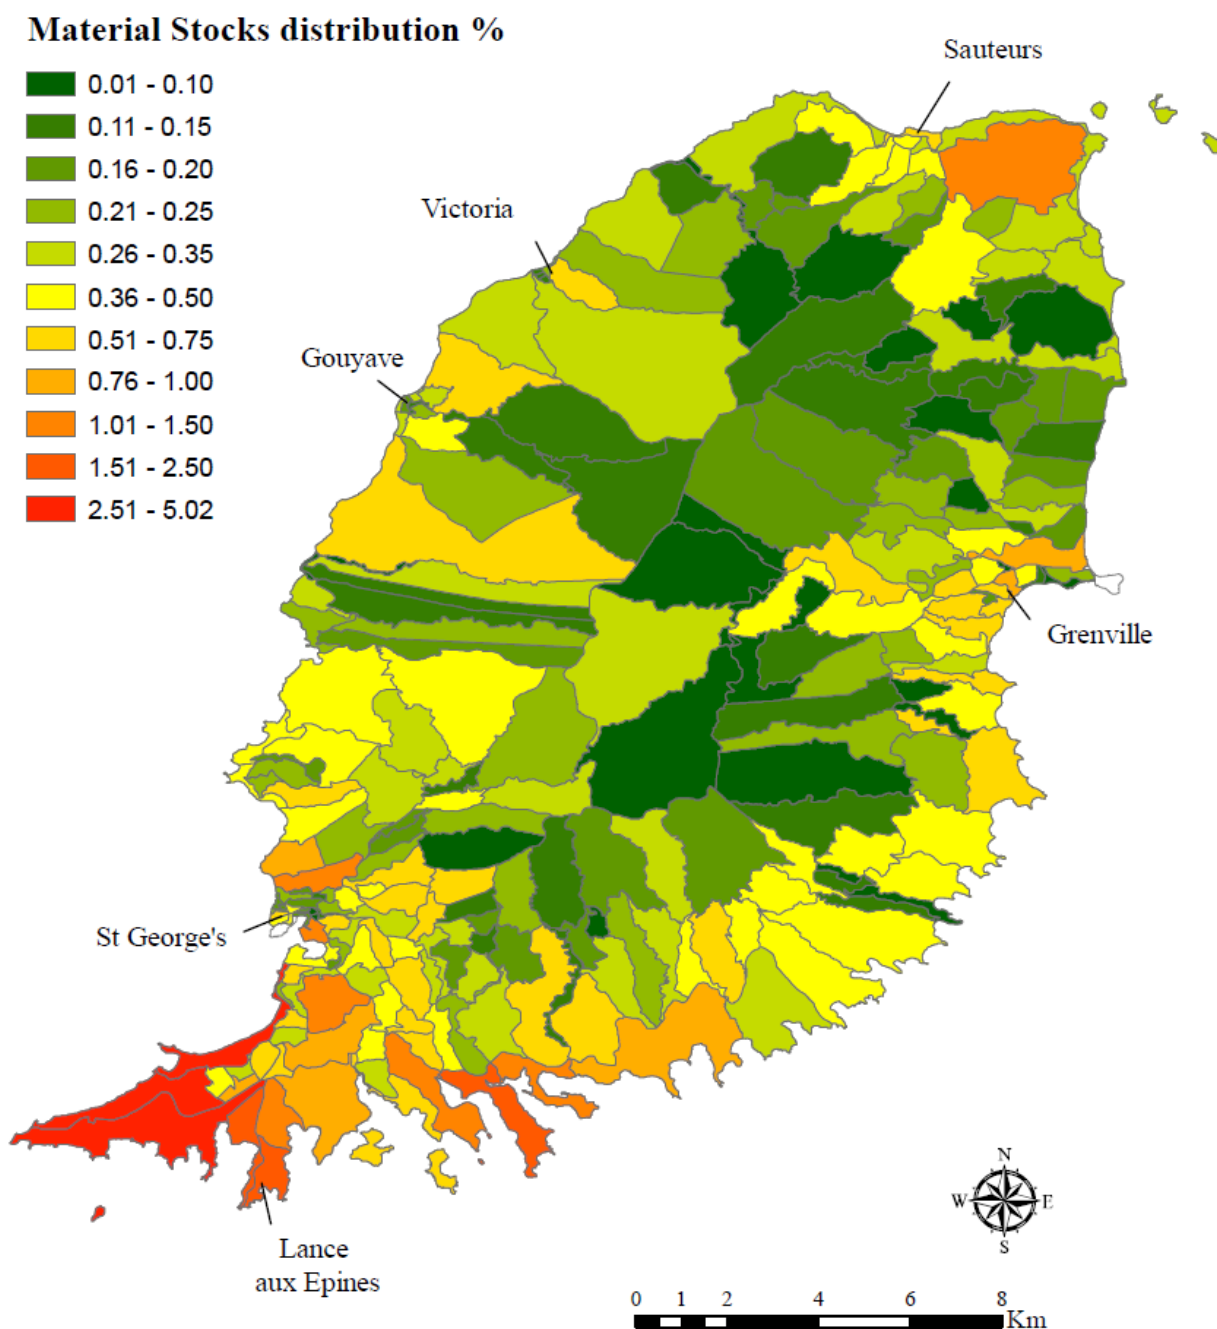 Material Stocks distribution %
0.01 - 0.10
0.11 - 0.15
0.16 - 0.20
0.21 - 0.25
0.26 - 0.35
0.36 - 0.50
0.51 - 0.75
0.76 - 1.00
1.01 - 1.50
1.51 - 2.50
2.51 - 5.02
Sauteurs
Victoria
Gouyave
Grenville
St George's
Lance
aux Epines
N
W E
S
0 1 2 4 6 8
Km